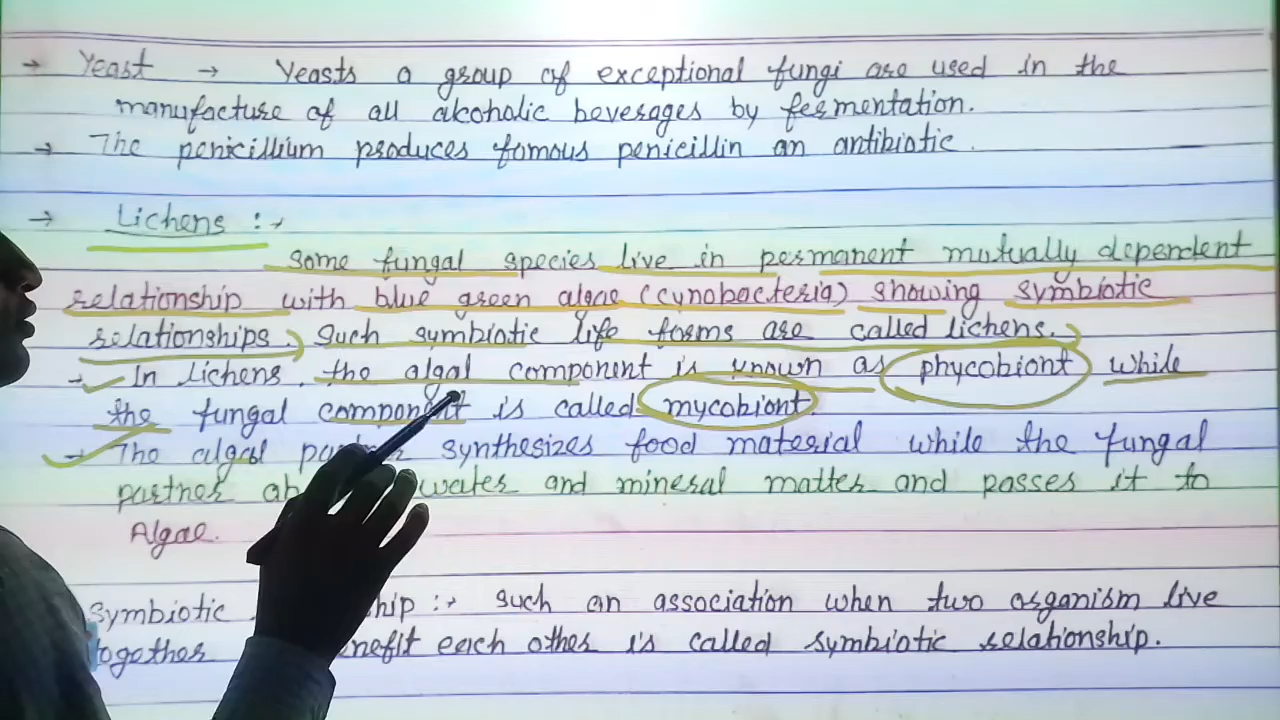 → Yeast → Yeasts a group of exceptional fungi are used in the
manufacture of all alcoholic beverages by fermentation.
→ The penicillium produces famous penicillin an antibiotic.
→ Lichens :→
Some fungal species live in permanent mutually dependent
relationship with blue green algae (cynobacteria) showing symbiotic
relationships. Such symbiotic life forms are called lichens.
→ In lichens, the algal component is known as phycobiont while
the fungal component is called mycobiont.
→ The algal synthesizes food material while the fungal
partner water and mineral matter and passes it to
Algae.
Symbiotic :→ such an association when two organism live
together each other is called symbiotic relationship.